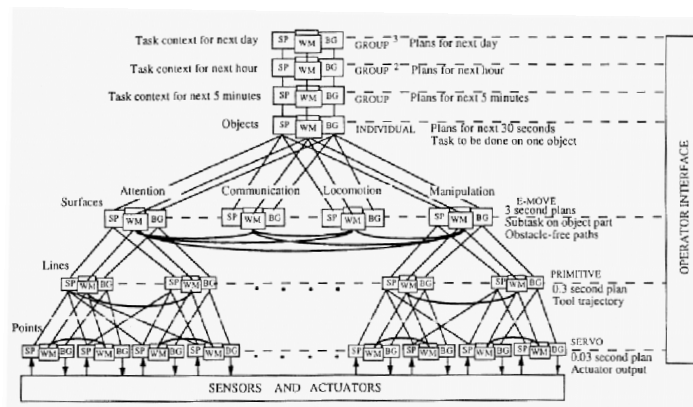 Task context for next day SP WM BG GROUP 3 Plans for next day
Task context for next hour SP WM BG GROUP 2 Plans for next hour
Task context for next 5 minutes SP WM BG GROUP Plans for next 5 minutes
Objects SP WM BG INDIVIDUAL Plans for next 30 seconds
Task to be done on one object
Attention Communication Locomotion Manipulation
E-MOVE
Surfaces SP WM BG SP WM BG SP WM BG SP WM BG 3 second plans
Subtask on object part
Obstacle-free paths
Lines
SP WM BG SP WM BG . . . . SP WM BG SP WM BG PRIMITIVE
0.3 second plan
Tool trajectory
Points
SP WM BG SP WM BG SP WM BG SP WM BG . . . . SP WM BG SP WM BG SP WM BG SP WM BG SERVO
0.03 second plan
Actuator output
SENSORS AND ACTUATORS
OPERATOR INTERFACE